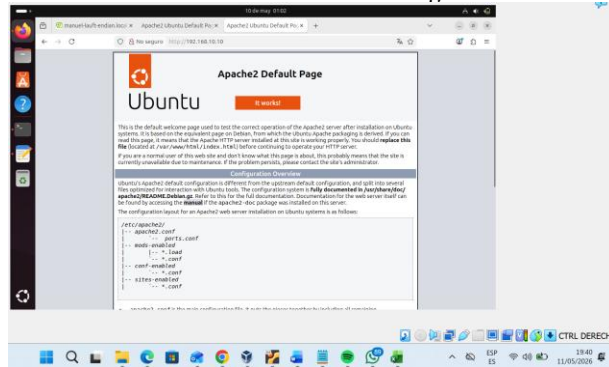 10 de may 01:02
Apache2 Ubuntu Default Pa
Apache2 Ubuntu Default Pa
No seguro http://192.168.10.10
Apache2 Default Page
Ubuntu
It works!
This is the default welcome page used to test the correct operation of the Apache2 server after installation on Ubuntu
systems. It is based on the equivalent page on Debian, from which the Ubuntu Apache packaging is derived. If you can
read this page, it means that the Apache HTTP server installed at this site is working properly. You should replace this
file (located at /var/www/html/index.html) before continuing to operate your HTTP server.
If you are a normal user of this web site and don't know what this page is about, this probably means that the site is
currently unavailable due to maintenance. If the problem persists, please contact the site's administrator.
Configuration Overview
Ubuntu's Apache2 default configuration is different from the upstream default configuration, and split into several
files optimized for interaction with Ubuntu tools. The configuration system is fully documented in /usr/share/doc/
apache2/README.Debian.gz. Refer to this for the full documentation. Documentation for the web server itself can
be found by accessing the manual if the apache2-doc package was installed on this server.
The configuration layout for an Apache2 web server installation on Ubuntu systems is as follows:
/etc/apache2/
|-- apache2.conf
|   `-- ports.conf
|-- mods-enabled
|   |-- *.load
|   `-- *.conf
|-- conf-enabled
|   `-- *.conf
|-- sites-enabled
|   `-- *.conf
CTRL DERECH
ESP
ES
19:40
11/05/2026